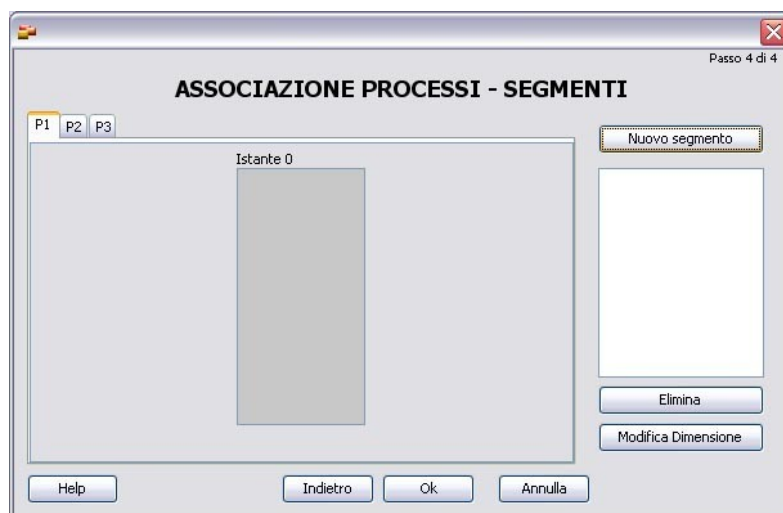 Passo 4 di 4
ASSOCIAZIONE PROCESSI - SEGMENTI
P1 P2 P3
Nuovo segmento
Istante 0
Elimina
Modifica Dimensione
Help
Indietro
Ok
Annulla